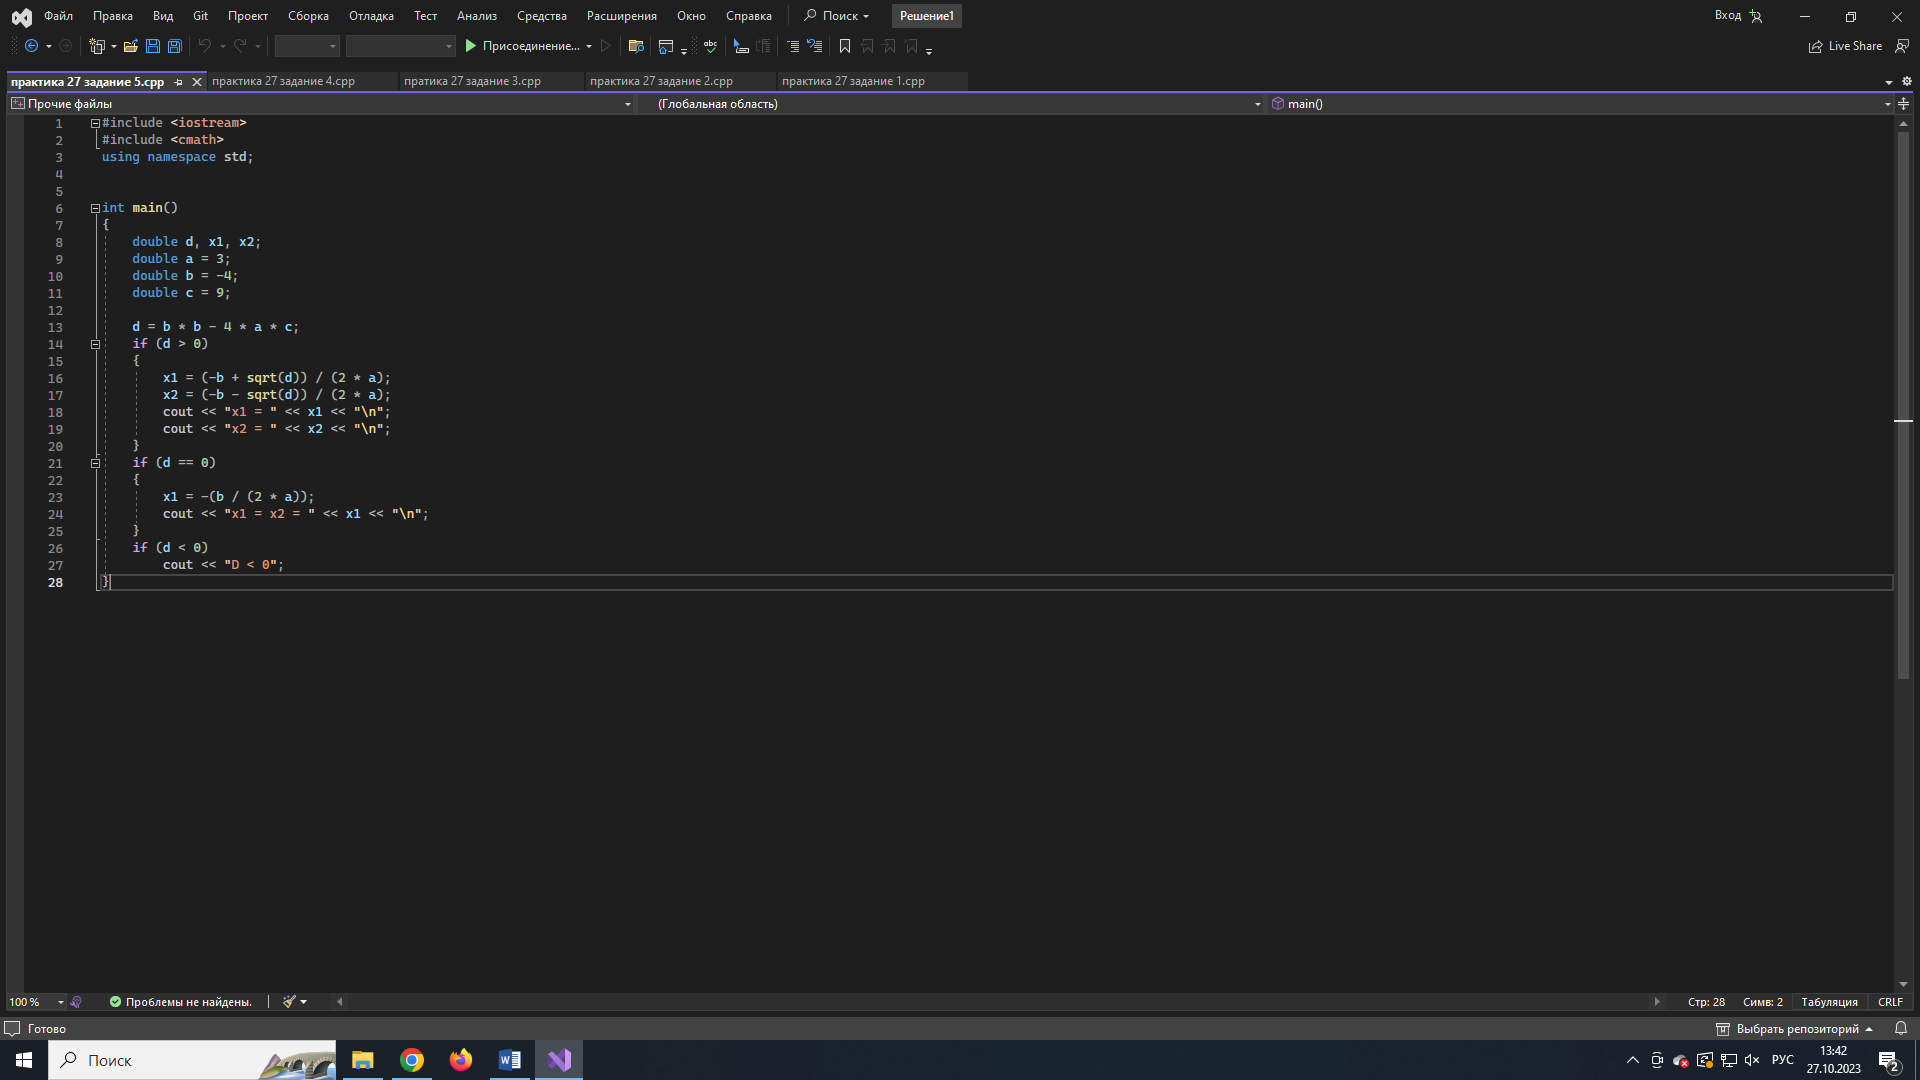 Файл Правка Вид Git Проект Сборка Отладка Тест Анализ Средства Расширения Окно Справка Поиск Решение1 Вход
Присоединение... abc Live Share
практика 27 задание 5.cpp практика 27 задание 4.cpp пратика 27 задание 3.cpp практика 27 задание 2.cpp практика 27 задание 1.cpp
Прочие файлы (Глобальная область) main()
1 #include <iostream>
2 #include <cmath>
3 using namespace std;
4
5
6 int main()
7 {
8 double d, x1, x2;
9 double a = 3;
10 double b = -4;
11 double c = 9;
12
13 d = b * b - 4 * a * c;
14 if (d > 0)
15 {
16 x1 = (-b + sqrt(d)) / (2 * a);
17 x2 = (-b - sqrt(d)) / (2 * a);
18 cout << "x1 = " << x1 << "\n";
19 cout << "x2 = " << x2 << "\n";
20 }
21 if (d == 0)
22 {
23 x1 = -(b / (2 * a));
24 cout << "x1 = x2 = " << x1 << "\n";
25 }
26 if (d < 0)
27 cout << "D < 0";
28 }
100 % Проблемы не найдены. Стр: 28 Симв: 2 Табуляция CRLF
Готово Выбрать репозиторий
Поиск РУС 13:42
27.10.2023 2